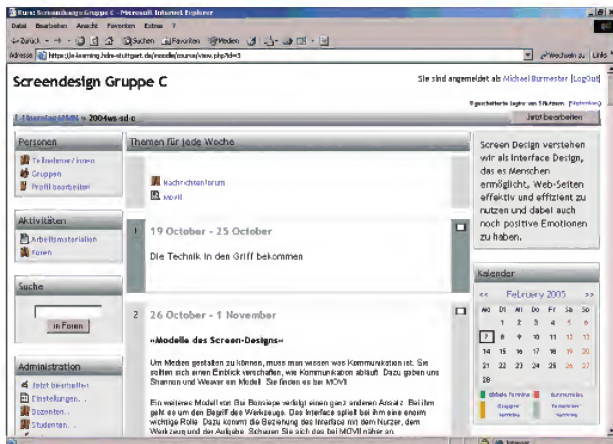 Kurs: Screendesign Gruppe C - Microsoft Internet Explorer
Datei Bearbeiten Ansicht Favoriten Extras ?
Zurück Suchen Favoriten Medien
Adresse https://e-learning.hdm-stuttgart.de/moodle/course/view.php?id=3 Wechseln zu Links
Screendesign Gruppe C
Sie sind angemeldet als Michael Burmester (LogOut)
E-Learning@HMN » 2004ws-sd-c
Jetzt bearbeiten
Personen
Teilnehmer/innen
Gruppen
Profil bearbeiten
Aktivitäten
Arbeitsmaterialien
Foren
Suche
in Foren
Administration
Jetzt bearbeiten
Einstellungen...
Dozenten...
Studenten...
Themen für jede Woche
Nachrichtenforum
MOVII
1 19 October - 25 October
Die Technik in den Griff bekommen
2 26 October - 1 November
«Modelle des Screen-Designs»
Um Medien gestalten zu können, muss man wissen was Kommunikation ist. Sie
sollten sich einen Einblick verschaffen, wie Kommunikation abläuft. Dazu gaben uns
Shannon und Weaver ein Modell. Sie finden es bei MOVII
Ein weiteres Modell von Gui Bonsiepe verfolgt einen ganz anderen Ansatz. Bei ihm
geht es um den Begriff des Werkzeugs. Das Interface spielt bei ihm eine enorm
wichtige Rolle. Dazu kommt die Beziehung des Interface mit dem Nutzer, dem
Werkzeug und der Aufgabe. Schauen Sie sich das bei MOVII näher an.
Screen Design verstehen
wir als Interface Design,
das es Menschen
ermöglicht, Web-Seiten
effektiv und effizient zu
nutzen und dabei auch
noch positive Emotionen
zu haben.
Kalender
<< February 2005 >>
MO DI Mi Do Fr Sa So
1 2 3 4 5 6
7 8 9 10 11 12 13
14 15 16 17 18 19 20
21 22 23 24 25 26 27
28
Globale Termine Kurstermine
Gruppen Teilnehmer
termine termine
Internet